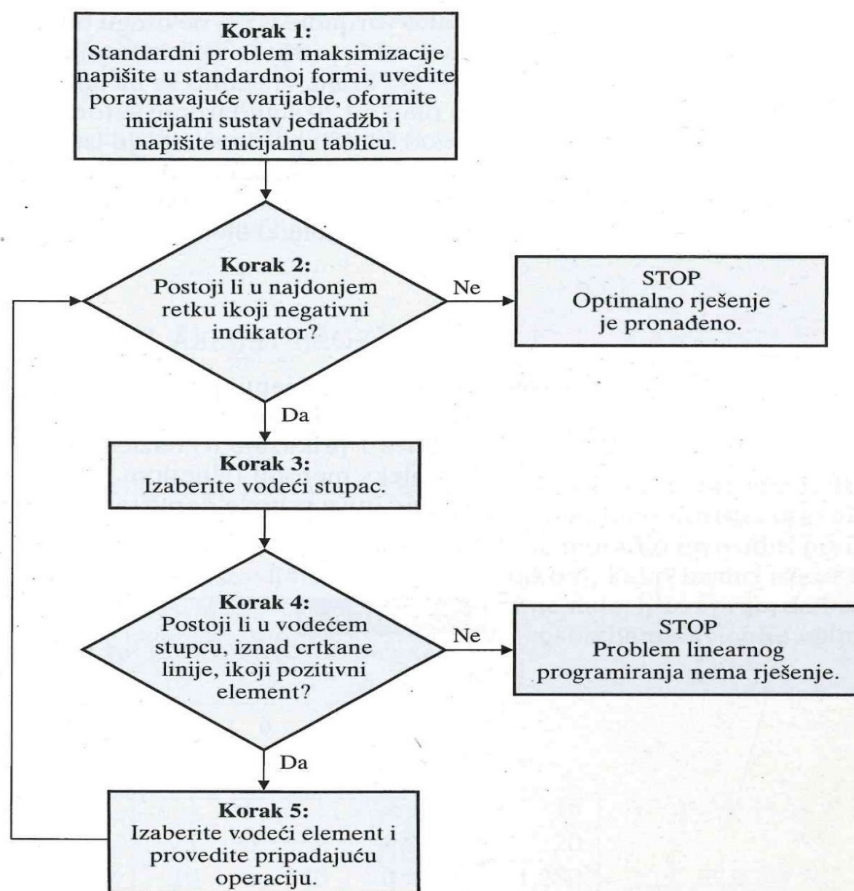 Korak 1:
Standardni problem maksimizacije
napišite u standardnoj formi, uvedite
poravnavajuće varijable, oformite
inicijalni sustav jednadžbi i
napišite inicijalnu tablicu.
Korak 2:
Postoji li u najdonjem
retku ikoji negativni
indikator?
Ne
STOP
Optimalno rješenje
je pronađeno.
Da
Korak 3:
Izaberite vodeći stupac.
Korak 4:
Postoji li u vodećem
stupcu, iznad crtkane
linije, ikoji pozitivni
element?
Ne
STOP
Problem linearnog
programiranja nema rješenje.
Da
Korak 5:
Izaberite vodeći element i
provedite pripadajuću
operaciju.